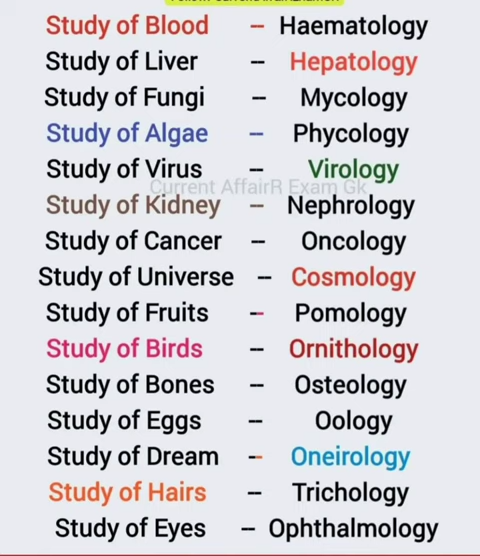 Study of Blood -- Haematology
Study of Liver -- Hepatology
Study of Fungi -- Mycology
Study of Algae -- Phycology
Study of Virus -- Virology
Current AffairR Exam Gk
Study of Kidney -- Nephrology
Study of Cancer -- Oncology
Study of Universe -- Cosmology
Study of Fruits -- Pomology
Study of Birds -- Ornithology
Study of Bones -- Osteology
Study of Eggs -- Oology
Study of Dream -- Oneirology
Study of Hairs -- Trichology
Study of Eyes -- Ophthalmology